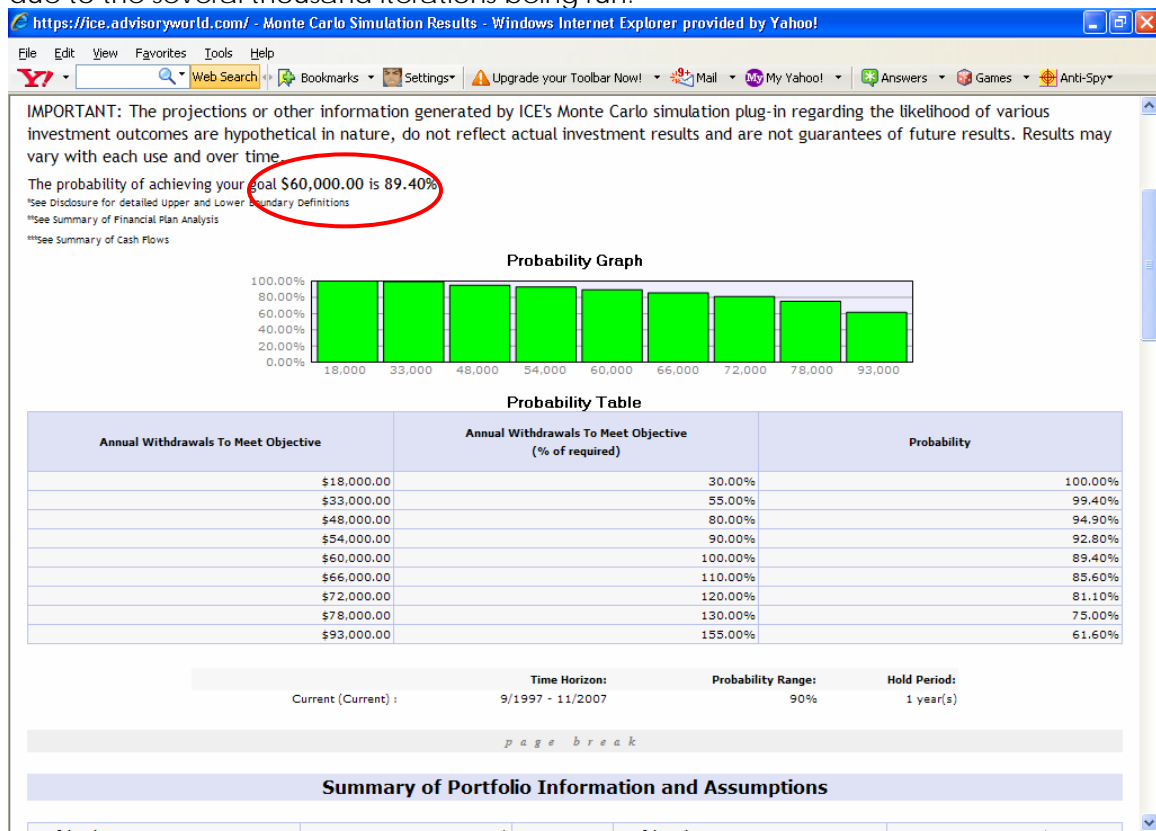 due to the several thousand iterations being run.
https://ice.advisoryworld.com/ - Monte Carlo Simulation Results - Windows Internet Explorer provided by Yahoo!
File Edit View Favorites Tools Help
Y! Web Search Bookmarks Settings Upgrade your Toolbar Now! 9+ Mail My My Yahoo! Answers Games Anti-Spy
IMPORTANT: The projections or other information generated by ICE's Monte Carlo simulation plug-in regarding the likelihood of various
investment outcomes are hypothetical in nature, do not reflect actual investment results and are not guarantees of future results. Results may
vary with each use and over time.
The probability of achieving your goal $60,000.00 is 89.40%
*See Disclosure for detailed Upper and Lower Boundary Definitions
**See Summary of Financial Plan Analysis
***See Summary of Cash Flows
Probability Graph
100.00%
80.00%
60.00%
40.00%
20.00%
0.00%
18,000 33,000 48,000 54,000 60,000 66,000 72,000 78,000 93,000
Probability Table
Annual Withdrawals To Meet Objective Annual Withdrawals To Meet Objective Probability
(% of required)
$18,000.00 30.00% 100.00%
$33,000.00 55.00% 99.40%
$48,000.00 80.00% 94.90%
$54,000.00 90.00% 92.80%
$60,000.00 100.00% 89.40%
$66,000.00 110.00% 85.60%
$72,000.00 120.00% 81.10%
$78,000.00 130.00% 75.00%
$93,000.00 155.00% 61.60%
Time Horizon: Probability Range: Hold Period:
Current (Current) : 9/1997 - 11/2007 90% 1 year(s)
page break
Summary of Portfolio Information and Assumptions